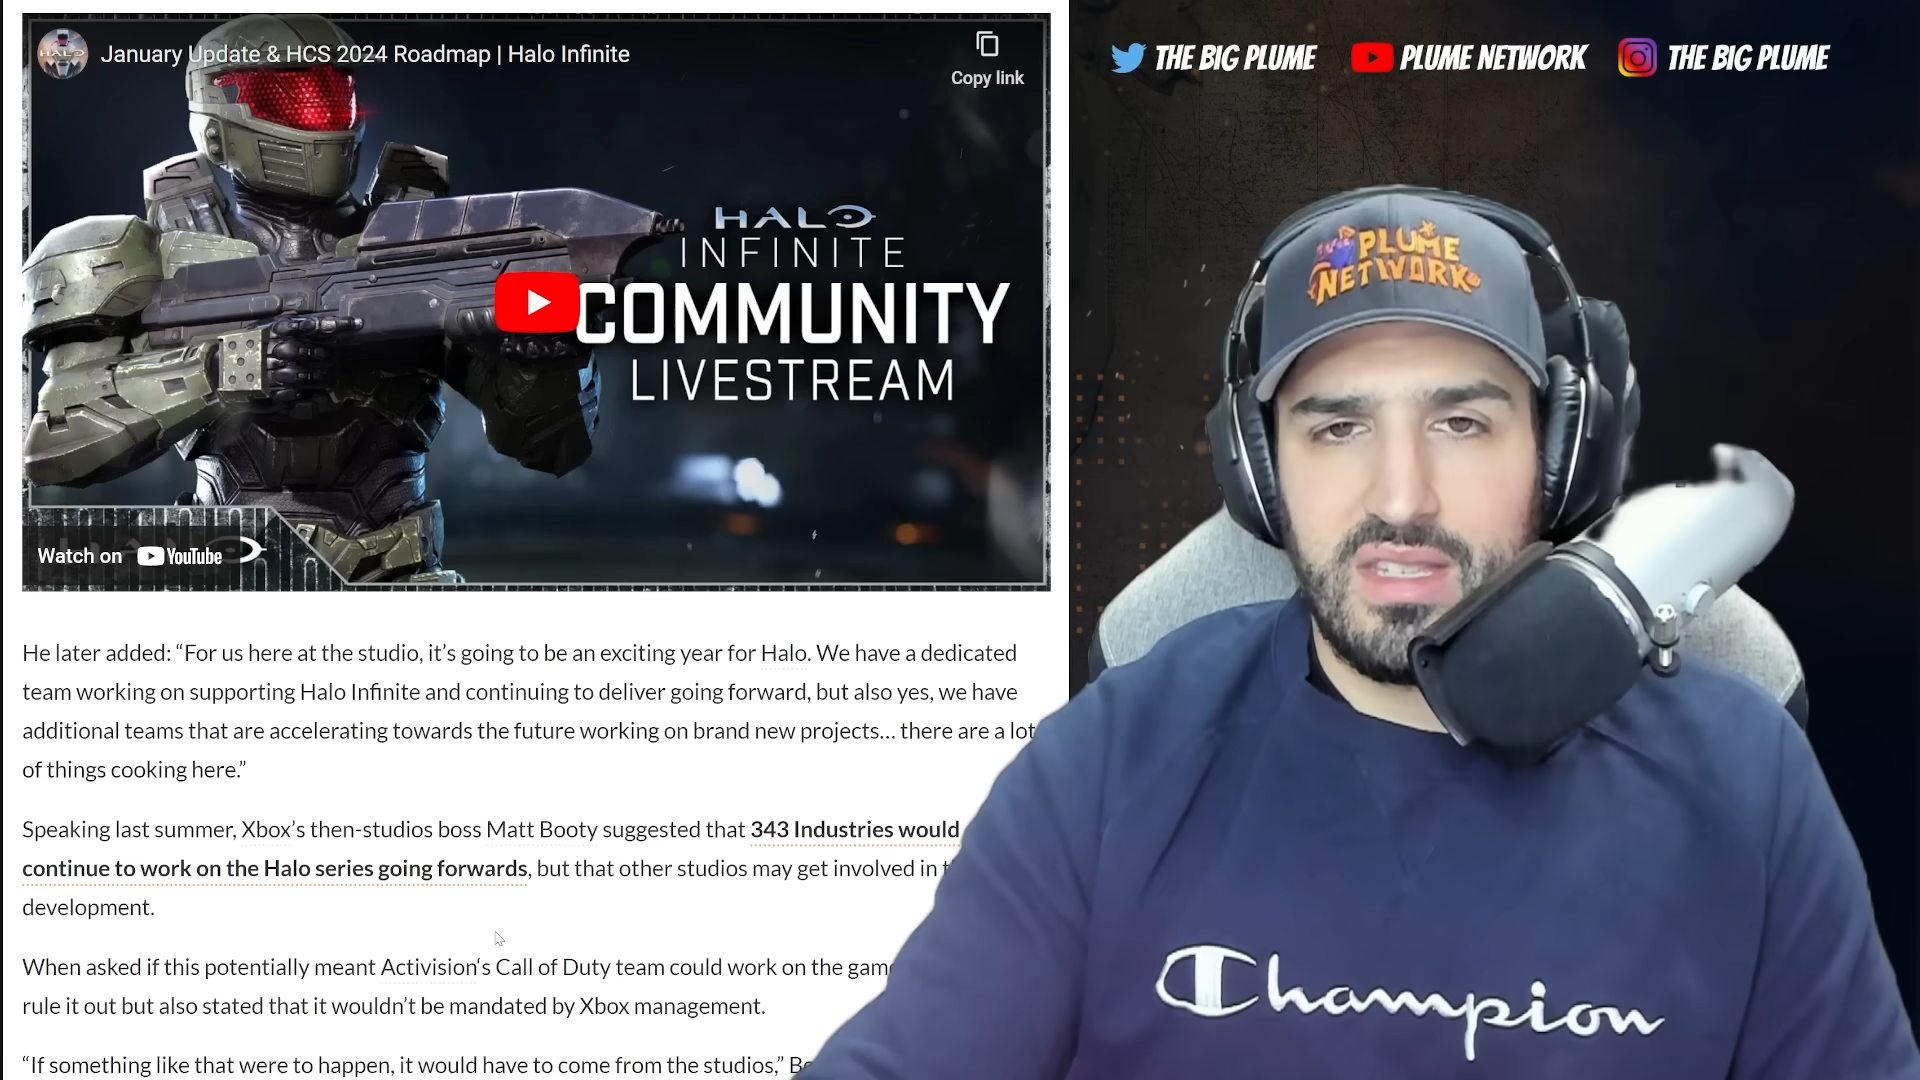 January Update & HCS 2024 Roadmap | Halo Infinite
Copy link
HALO
INFINITE
COMMUNITY
LIVESTREAM
Watch on YouTube
THE BIG PLUME
PLUME NETWORK
THE BIG PLUME
PLUME
NETWORK
Champion
He later added: “For us here at the studio, it’s going to be an exciting year for Halo. We have a dedicated
team working on supporting Halo Infinite and continuing to deliver going forward, but also yes, we have
additional teams that are accelerating towards the future working on brand new projects… there are a lot
of things cooking here.”
Speaking last summer, Xbox’s then-studios boss Matt Booty suggested that 343 Industries would
continue to work on the Halo series going forwards, but that other studios may get involved in
development.
When asked if this potentially meant Activision‘s Call of Duty team could work on the
rule it out but also stated that it wouldn’t be mandated by Xbox management.
“If something like that were to happen, it would have to come from the studios,”